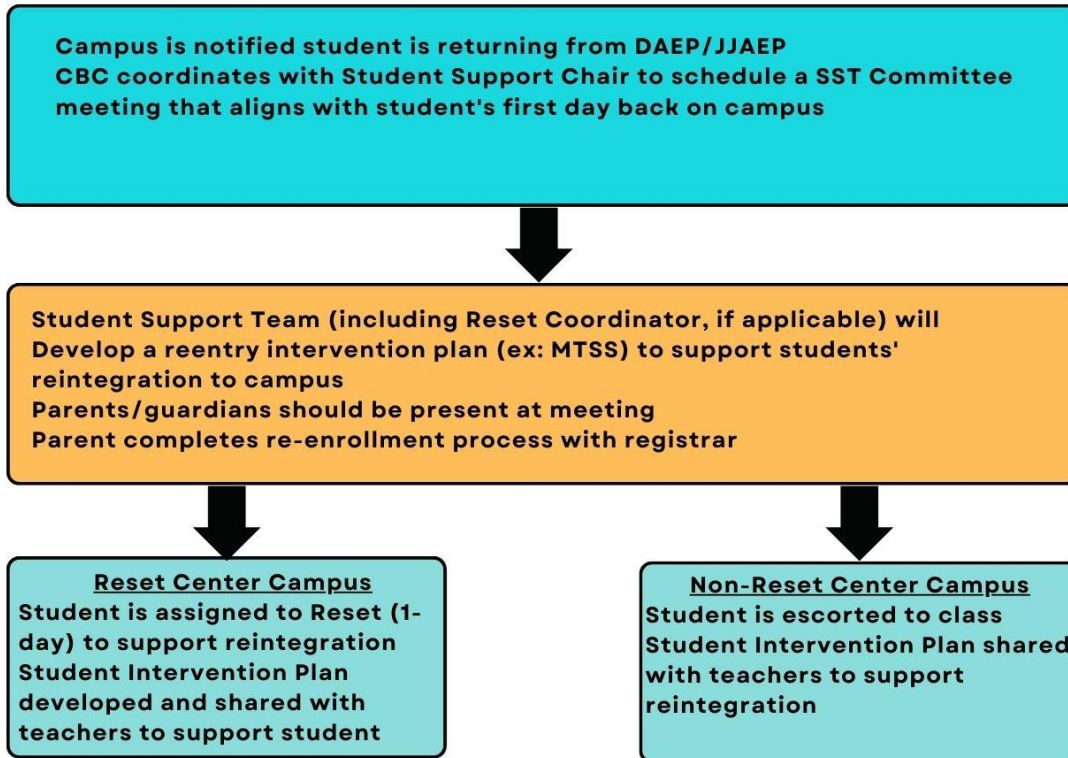 Campus is notified student is returning from DAEP/JJAEP
CBC coordinates with Student Support Chair to schedule a SST Committee
meeting that aligns with student's first day back on campus
Student Support Team (including Reset Coordinator, if applicable) will
Develop a reentry intervention plan (ex: MTSS) to support students'
reintegration to campus
Parents/guardians should be present at meeting
Parent completes re-enrollment process with registrar
Reset Center Campus
Student is assigned to Reset (1-
day) to support reintegration
Student Intervention Plan
developed and shared with
teachers to support student
Non-Reset Center Campus
Student is escorted to class
Student Intervention Plan shared
with teachers to support
reintegration